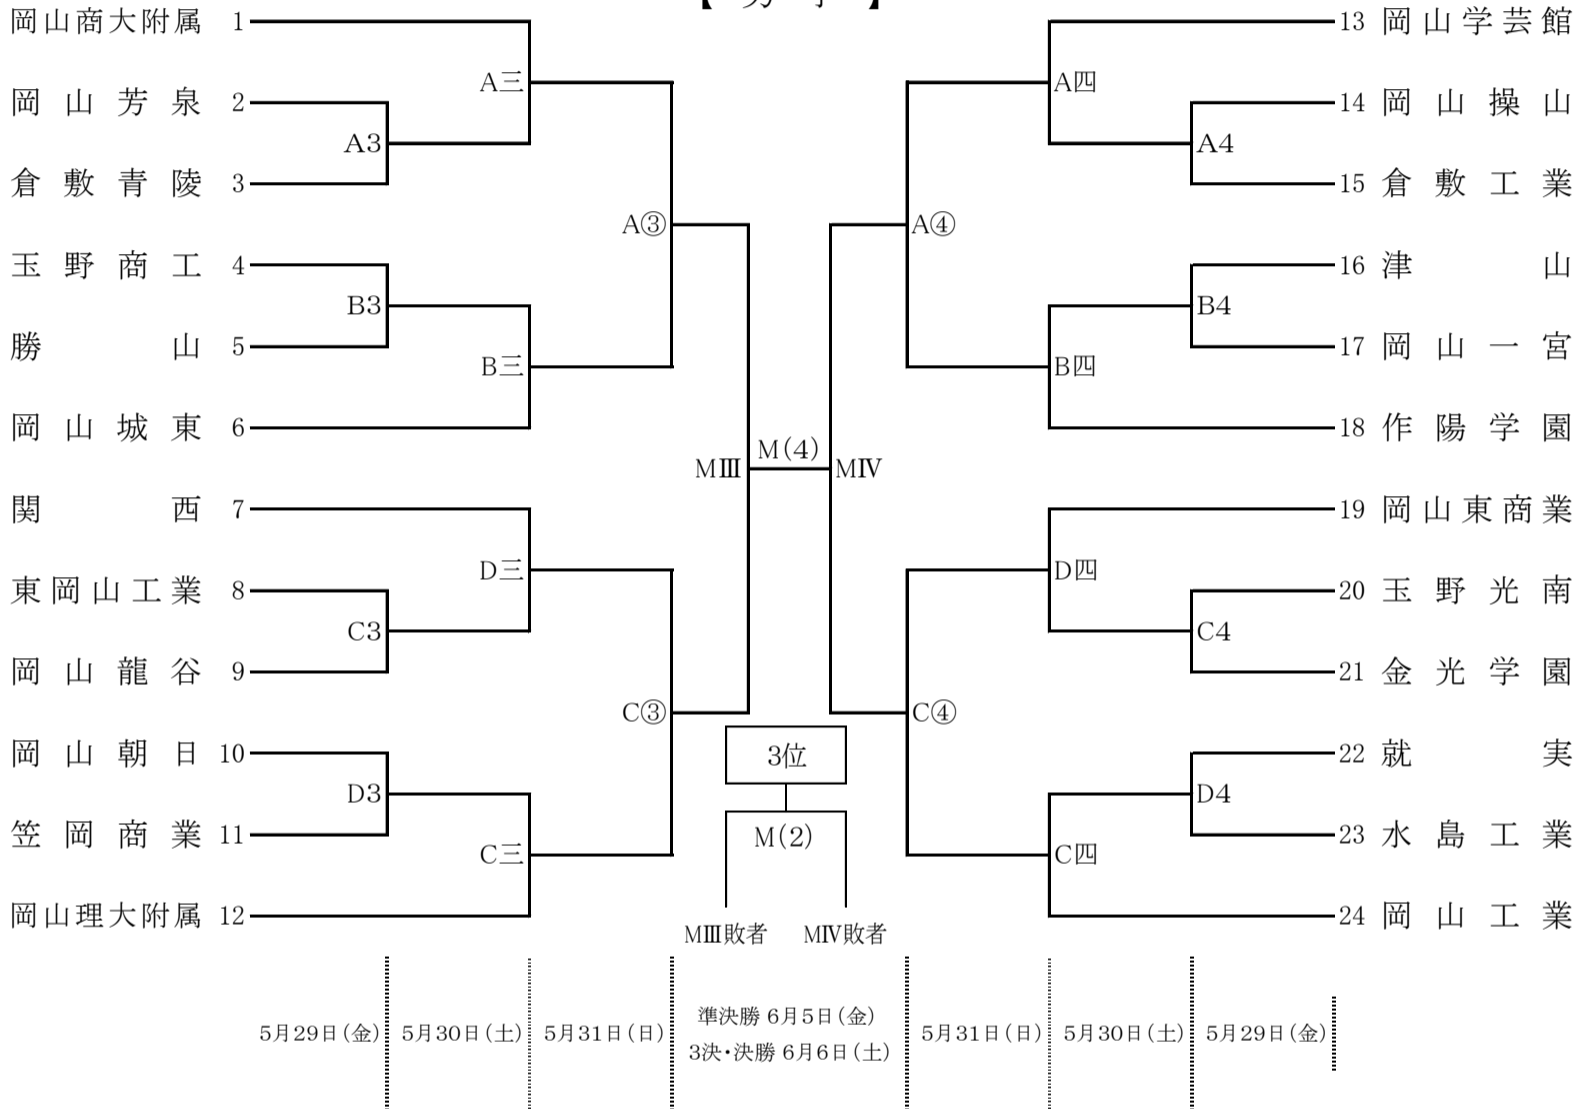 【 男子 】
岡山商大附属 1
岡山芳泉 2
倉敷青陵 3
玉野商工 4
勝山 5
岡山城東 6
関西 7
東岡山工業 8
岡山龍谷 9
岡山朝日 10
笠岡商業 11
岡山理大附属 12
A3
B3
C3
D3
A三
B三
D三
C三
A③
C③
MⅢ
M(4)
MⅣ
A④
C④
A四
B四
D四
C四
A4
B4
C4
D4
13 岡山学芸館
14 岡山操山
15 倉敷工業
16 津山
17 岡山一宮
18 作陽学園
19 岡山東商業
20 玉野光南
21 金光学園
22 就実
23 水島工業
24 岡山工業
3位
M(2)
MⅢ敗者 MⅣ敗者
5月29日(金) 5月30日(土) 5月31日(日)
準決勝 6月5日(金)
3決・決勝 6月6日(土)
5月31日(日) 5月30日(土) 5月29日(金)